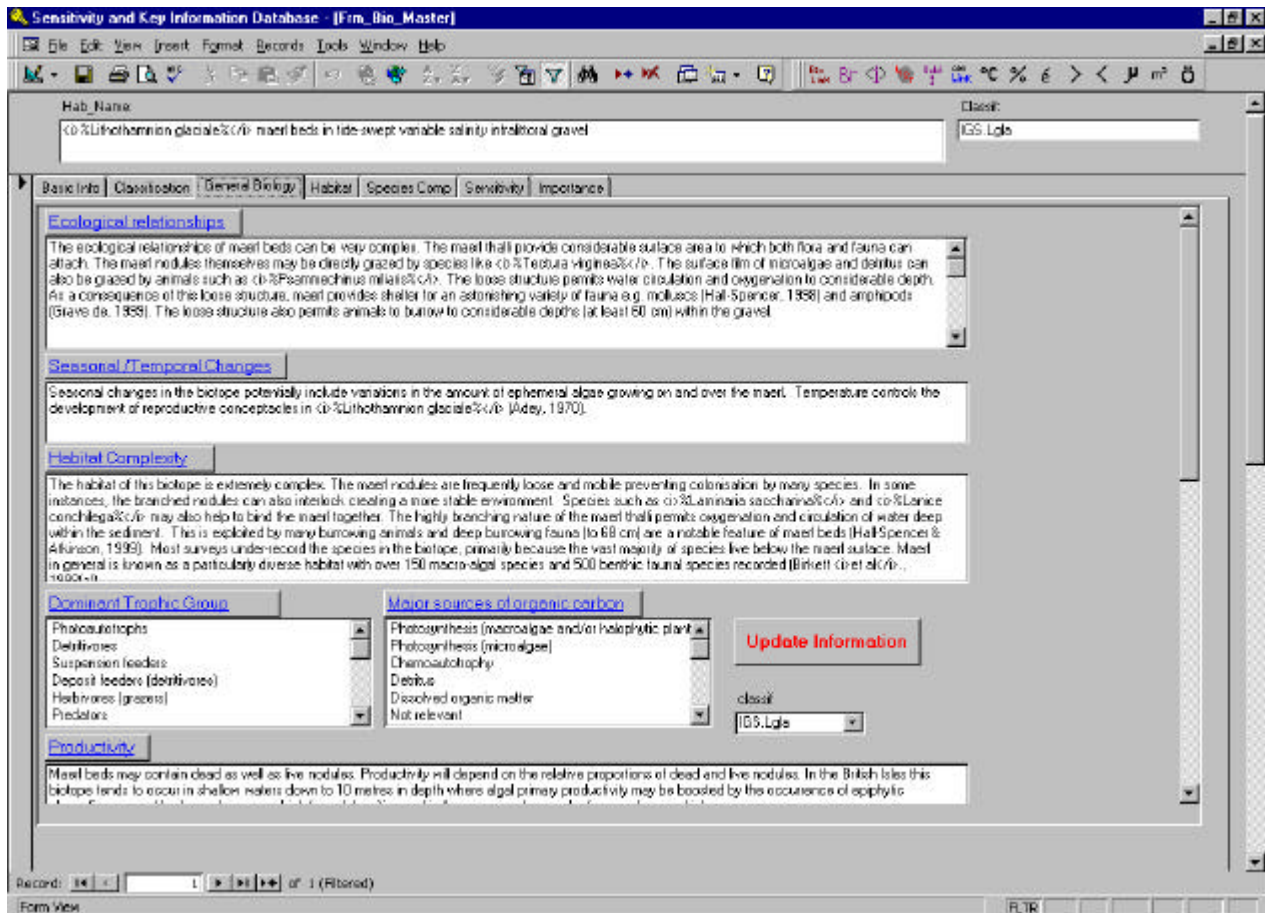 Sensitivity and Key Information Database - [Frm_Bio_Master]
File Edit View Insert Format Records Tools Window Help
Hab_Name: Classif:
<i>%Lithothamnion glaciale%</i> maerl beds in tide-swept variable salinity infralittoral gravel IGS.Lgla
Basic Info Classification General Biology Habitat Species Comp Sensitivity Importance
Ecological relationships
The ecological relationships of maerl beds can be very complex. The maerl thalli provide considerable surface area to which both flora and fauna can
attach. The maerl nodules themselves may be directly grazed by species like <i>%Tectura virginea%</i>. The surface film of microalgae and detritus can
also be grazed by animals such as <i>%Psammechinus miliaris%</i>. The loose structure permits water circulation and oxygenation to considerable depth.
As a consequence of this loose structure, maerl provides shelter for an astonishing variety of fauna e.g. molluscs (Hall-Spencer, 1998) and amphipods
(Grave de, 1999). The loose structure also permits animals to burrow to considerable depths (at least 60 cm) within the gravel.
Seasonal /Temporal Changes
Seasonal changes in the biotope potentially include variations in the amount of ephemeral algae growing on and over the maerl. Temperature controls the
development of reproductive conceptacles in <i>%Lithothamnion glaciale%</i> (Adey, 1970).
Habitat Complexity
The habitat of this biotope is extremely complex. The maerl nodules are frequently loose and mobile preventing colonisation by many species. In some
instances, the branched nodules can also interlock creating a more stable environment. Species such as <i>%Laminaria saccharina%</i> and <i>%Lanice
conchilega%</i> may also help to bind the maerl together. The highly branching nature of the maerl thalli permits oxygenation and circulation of water deep
within the sediment. This is exploited by many burrowing animals and deep burrowing fauna (to 68 cm) are a notable feature of maerl beds (Hall-Spencer &
Atkinson, 1999). Most surveys under-record the species in the biotope, primarily because the vast majority of species live below the maerl surface. Maerl
in general is known as a particularly diverse habitat with over 150 macro-algal species and 500 benthic faunal species recorded (Birkett <i>et al</i>.,
Dominant Trophic Group Major sources of organic carbon
Photoautotrophs Photosynthesis (macroalgae and/or halophytic plant
Detritivores Photosynthesis (microalgae)
Suspension feeders Chemoautotrophy
Deposit feeders (detritivores) Detritus
Herbivores (grazers) Dissolved organic matter
Predators Not relevant
Update Information
classif
IGS.Lgla
Productivity
Maerl beds may contain dead as well as live nodules. Productivity will depend on the relative proportions of dead and live nodules. In the British Isles this
biotope tends to occur in shallow waters down to 10 metres in depth where algal primary productivity may be boosted by the occurrence of epiphytic
Record: 1 of 1 (Filtered)
Form View FLTR